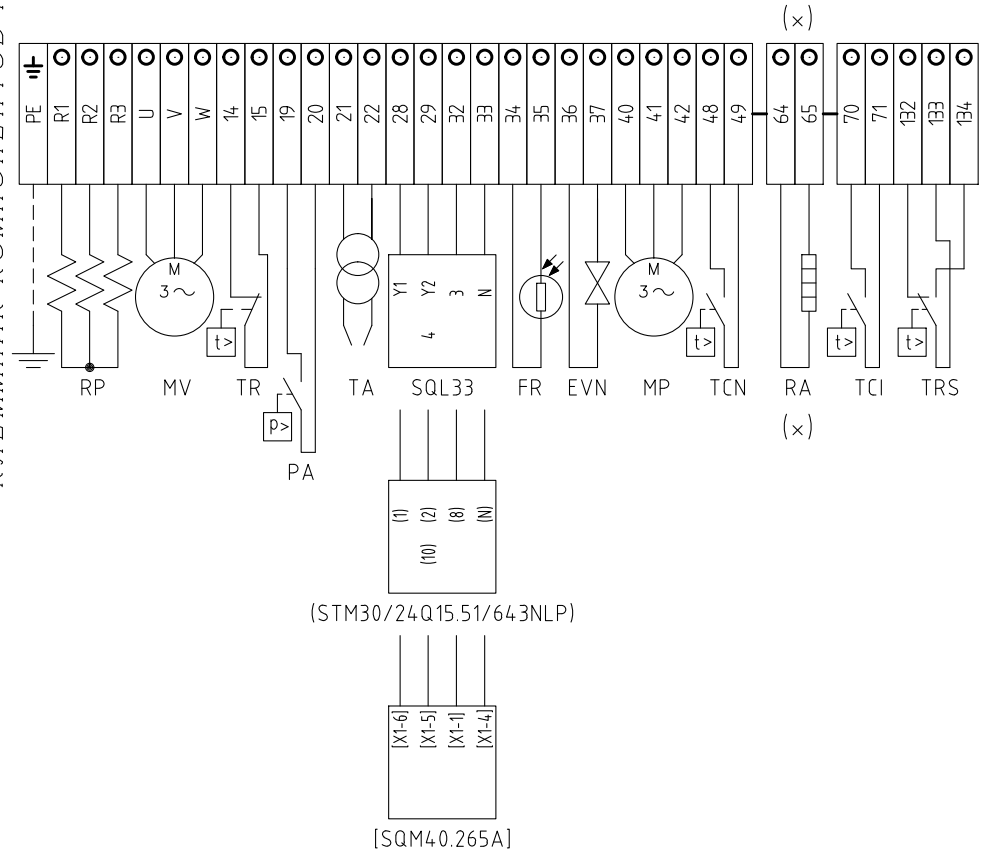 (x)
PE R1 R2 R3 U V W 14 15 19 20 21 22 28 29 32 33 34 35 36 37 40 41 42 48 49 64 65 70 71 132 133 134
M
3~
t>
p>
Y1 Y2 3 N
4
M
3~
t>
t>
t>
RP MV TR TA SQL33 FR EVN MP TCN RA TCI TRS
PA
(x)
(1) (2) (8) (N)
(10)
(STM30/24Q15.51/643NLP)
[X1-6] [X1-5] [X1-1] [X1-4]
[SQM40.265A]